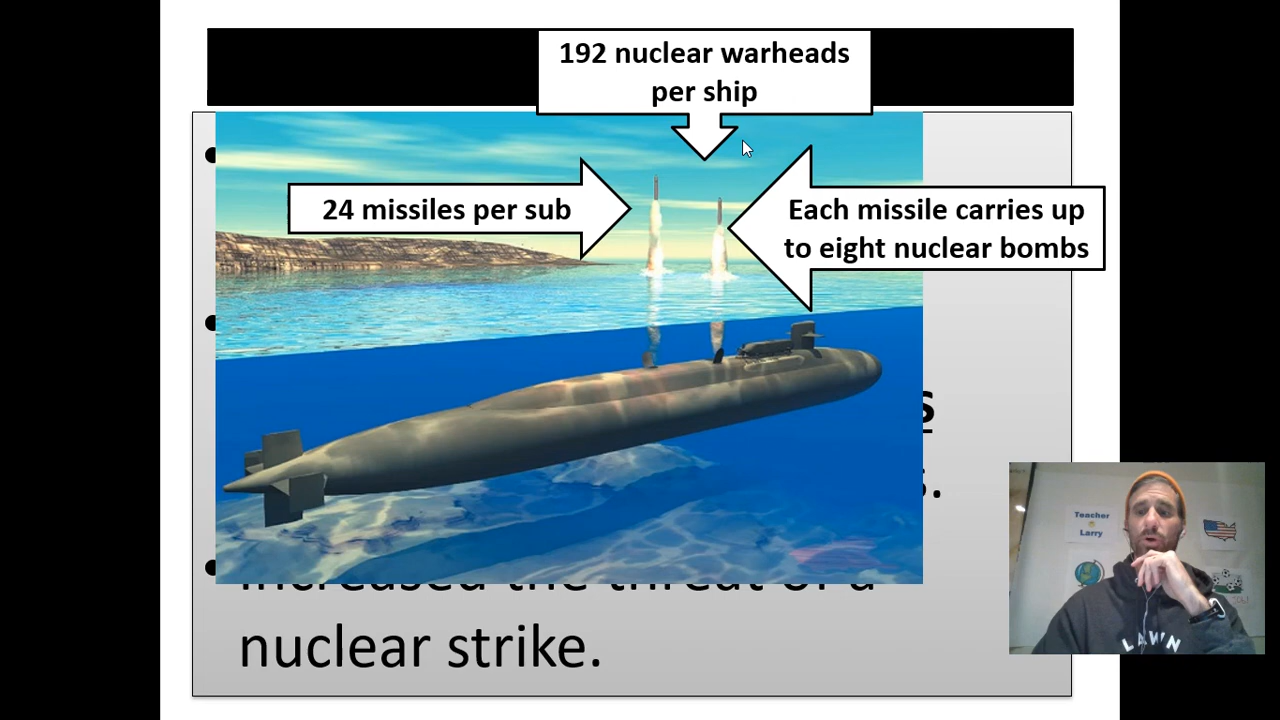 192 nuclear warheads
per ship
24 missiles per sub
Each missile carries up
to eight nuclear bombs
increased the threat of a
nuclear strike.
Teacher
Larry
LAWN